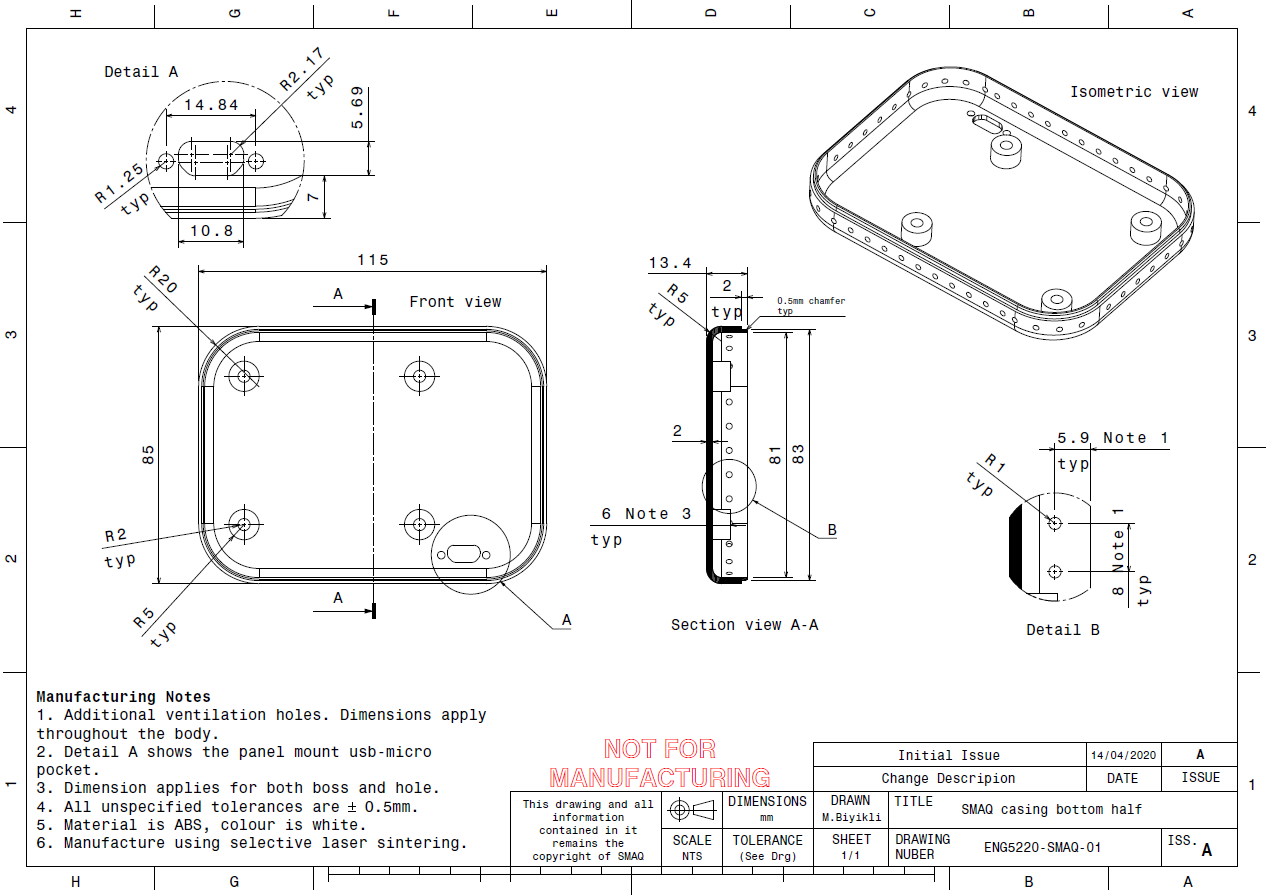 H G F E D C B A
4
4
3
3
2
2
1
1
Detail A
14.84
R2.17
typ
5.69
R1.25
typ
7
10.8
Isometric view
115
R20
typ
A
Front view
85
R2
typ
R5
typ
A
A
13.4
2
typ
R5
typ
0.5mm chamfer
typ
2
81
83
6 Note 3
typ
B
Section view A-A
5.9 Note 1
typ
R1
typ
8 Note 1
typ
Detail B
Manufacturing Notes
1. Additional ventilation holes. Dimensions apply
throughout the body.
2. Detail A shows the panel mount usb-micro
pocket.
3. Dimension applies for both boss and hole.
4. All unspecified tolerances are ± 0.5mm.
5. Material is ABS, colour is white.
6. Manufacture using selective laser sintering.
NOT FOR
MANUFACTURING
This drawing and all
information
contained in it
remains the
copyright of SMAQ
DIMENSIONS
mm
SCALE
NTS
TOLERANCE
(See Drg)
Initial Issue
14/04/2020
A
Change Descripion
DATE
ISSUE
DRAWN
M.Biyikli
TITLE
SMAQ casing bottom half
SHEET
1/1
DRAWING
NUBER
ENG5220-SMAQ-01
ISS.
A
H G B A